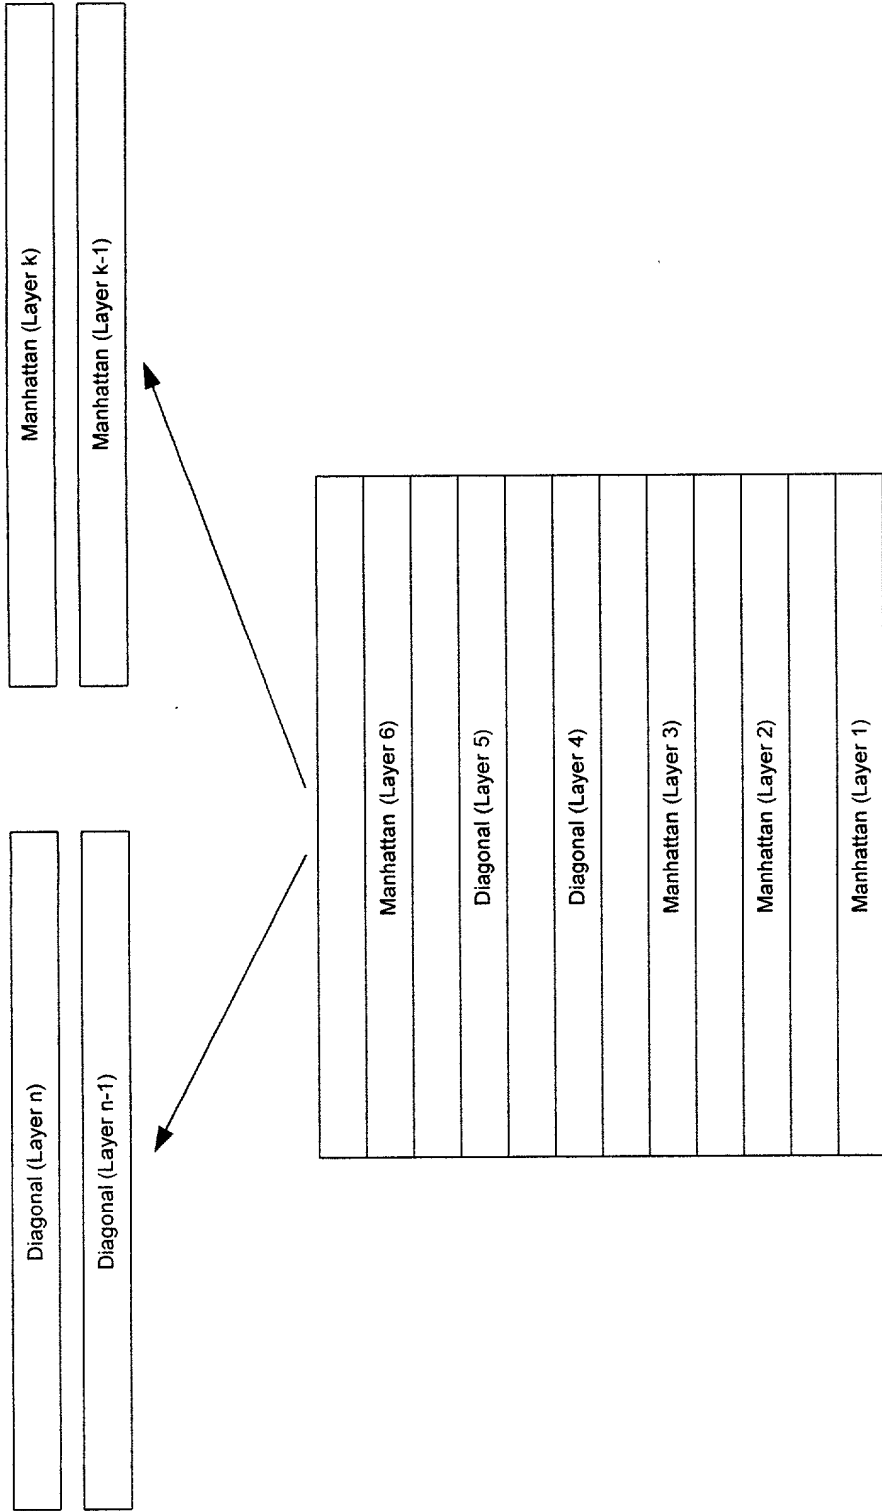 Diagonal (Layer n)
Diagonal (Layer n-1)
Manhattan (Layer k)
Manhattan (Layer k-1)
Manhattan (Layer 6)
Diagonal (Layer 5)
Diagonal (Layer 4)
Manhattan (Layer 3)
Manhattan (Layer 2)
Manhattan (Layer 1)